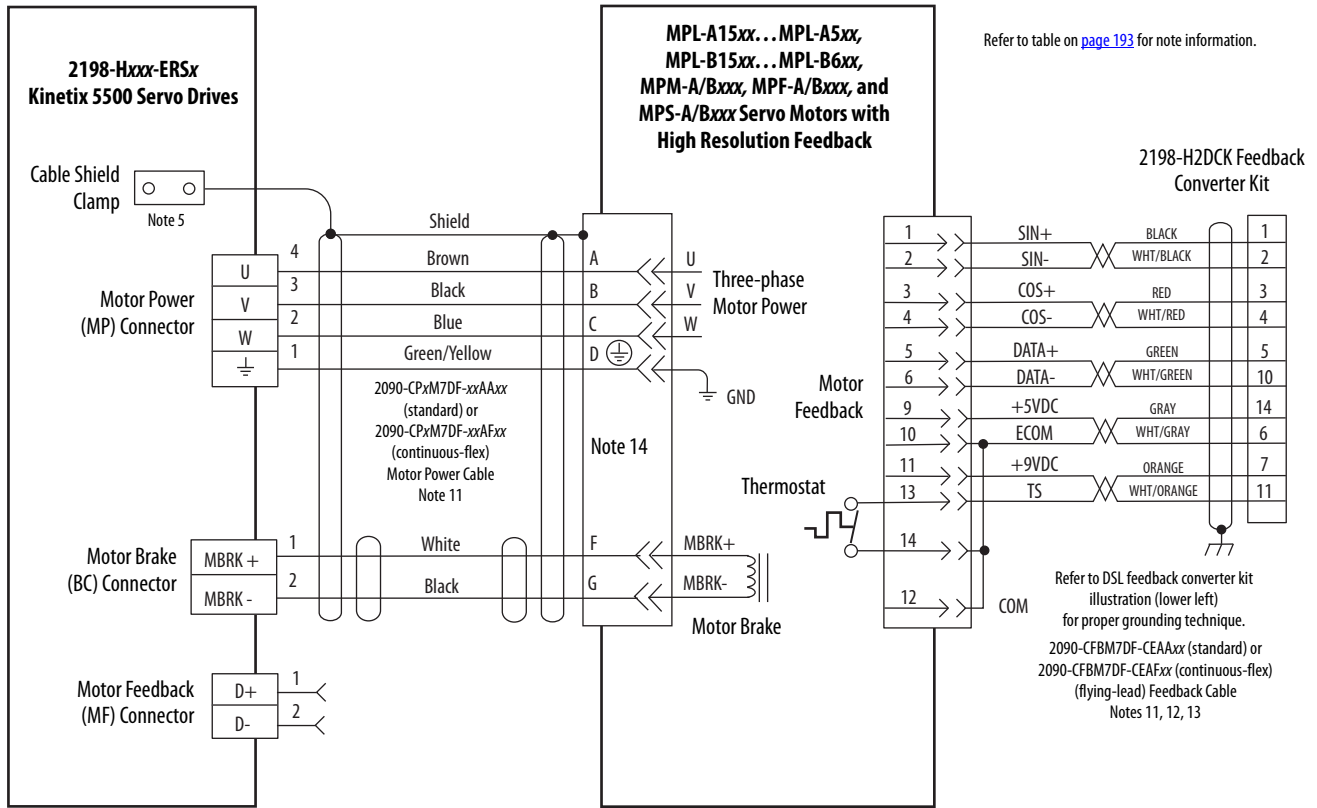 2198-Hxxx-ERSx
Kinetix 5500 Servo Drives
MPL-A15xx…MPL-A5xx,
MPL-B15xx…MPL-B6xx,
MPM-A/Bxxx, MPF-A/Bxxx, and
MPS-A/Bxxx Servo Motors with
High Resolution Feedback
Refer to table on page 193 for note information.
2198-H2DCK Feedback
Converter Kit
Cable Shield
Clamp
Note 5
Shield
Motor Power
(MP) Connector
U
V
W
4
3
2
1
Brown
Black
Blue
Green/Yellow
A
B
C
D
U
V
W
Three-phase
Motor Power
GND
2090-CPxM7DF-xxAAxx
(standard) or
2090-CPxM7DF-xxAFxx
(continuous-flex)
Motor Power Cable
Note 11
Note 14
Motor Brake
(BC) Connector
MBRK +
MBRK -
1
2
White
Black
F
G
MBRK+
MBRK-
Motor Brake
Motor Feedback
(MF) Connector
D+
D-
1
2
Motor
Feedback
Thermostat
1 SIN+ BLACK 1
2 SIN- WHT/BLACK 2
3 COS+ RED 3
4 COS- WHT/RED 4
5 DATA+ GREEN 5
6 DATA- WHT/GREEN 10
9 +5VDC GRAY 14
10 ECOM WHT/GRAY 6
11 +9VDC ORANGE 7
13 TS WHT/ORANGE 11
14
12 COM
Refer to DSL feedback converter kit
illustration (lower left)
for proper grounding technique.
2090-CFBM7DF-CEAAxx (standard) or
2090-CFBM7DF-CEAFxx (continuous-flex)
(flying-lead) Feedback Cable
Notes 11, 12, 13